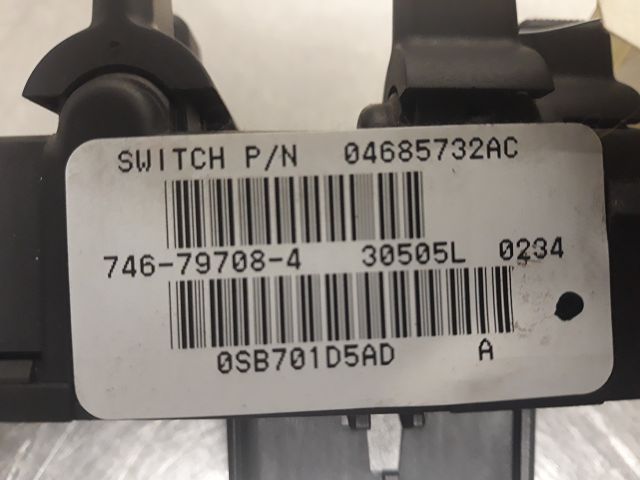 SWITCH P/N 04685732AC
746-79708-4 30505L 0234
0SB701D5AD A